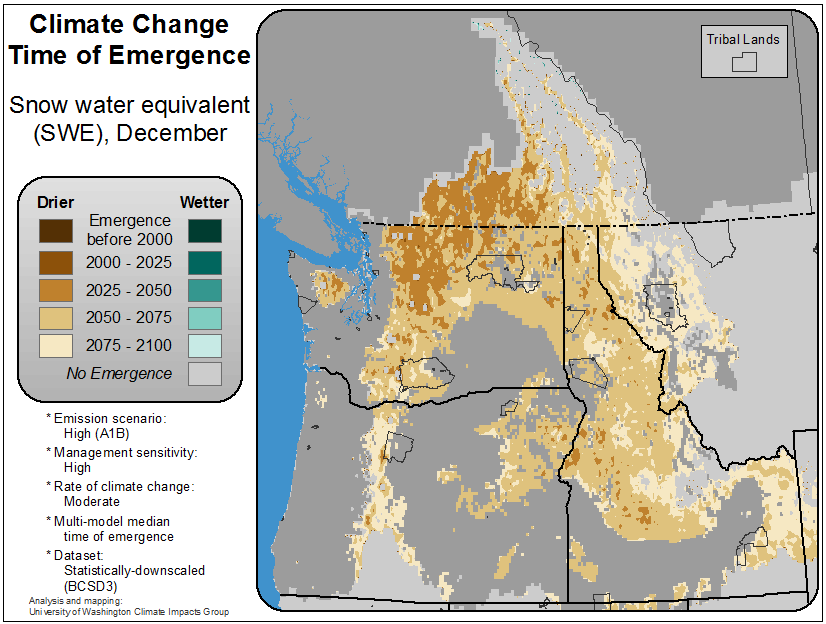 Climate Change
Time of Emergence
Snow water equivalent
(SWE), December
Drier
Wetter
Emergence
before 2000
2000 - 2025
2025 - 2050
2050 - 2075
2075 - 2100
No Emergence
* Emission scenario:
High (A1B)
* Management sensitivity:
High
* Rate of climate change:
Moderate
* Multi-model median
time of emergence
* Dataset:
Statistically-downscaled
(BCSD3)
Analysis and mapping:
University of Washington Climate Impacts Group
Tribal Lands